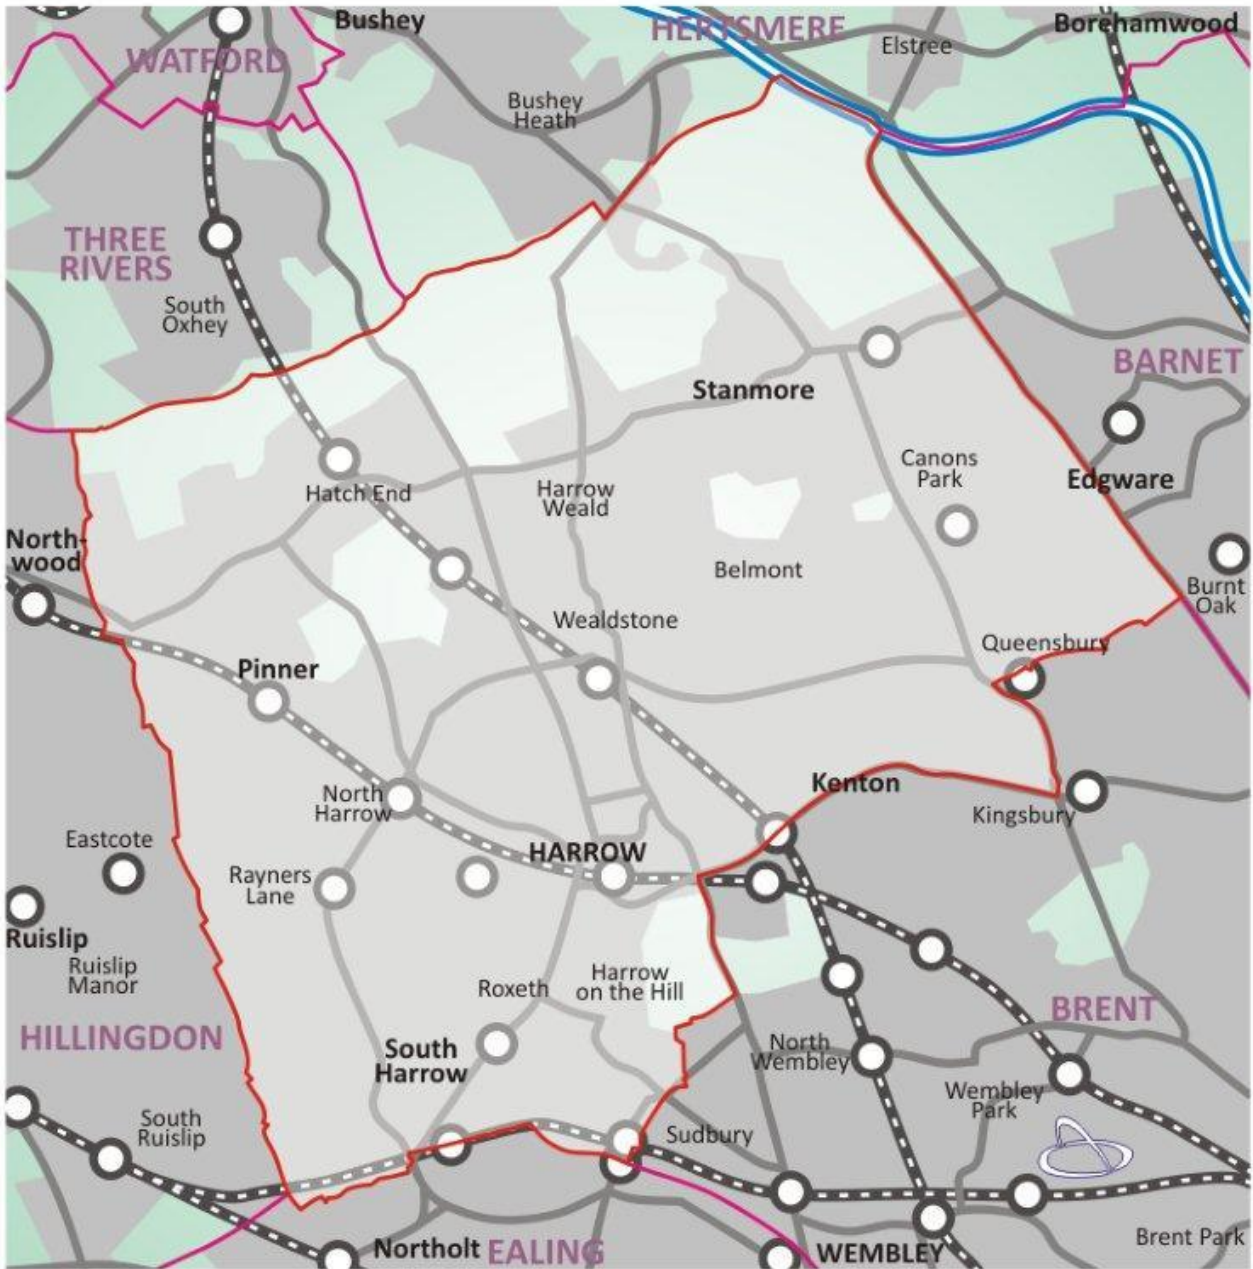 Bushey
HERTSMERE
Borehamwood
WATFORD
Elstree
Bushey
Heath
THREE
RIVERS
South
Oxhey
BARNET
Stanmore
Canons
Park
Edgware
Hatch End
Harrow
Weald
North-
wood
Belmont
Burnt
Oak
Wealdstone
Queensbury
Pinner
Kenton
North
Harrow
Kingsbury
Eastcote
HARROW
Rayners
Lane
Ruislip
Ruislip
Manor
Harrow
on the Hill
Roxeth
BRENT
HILLINGDON
South
Harrow
North
Wembley
Wembley
Park
South
Ruislip
Sudbury
Brent Park
Northolt
EALING
WEMBLEY